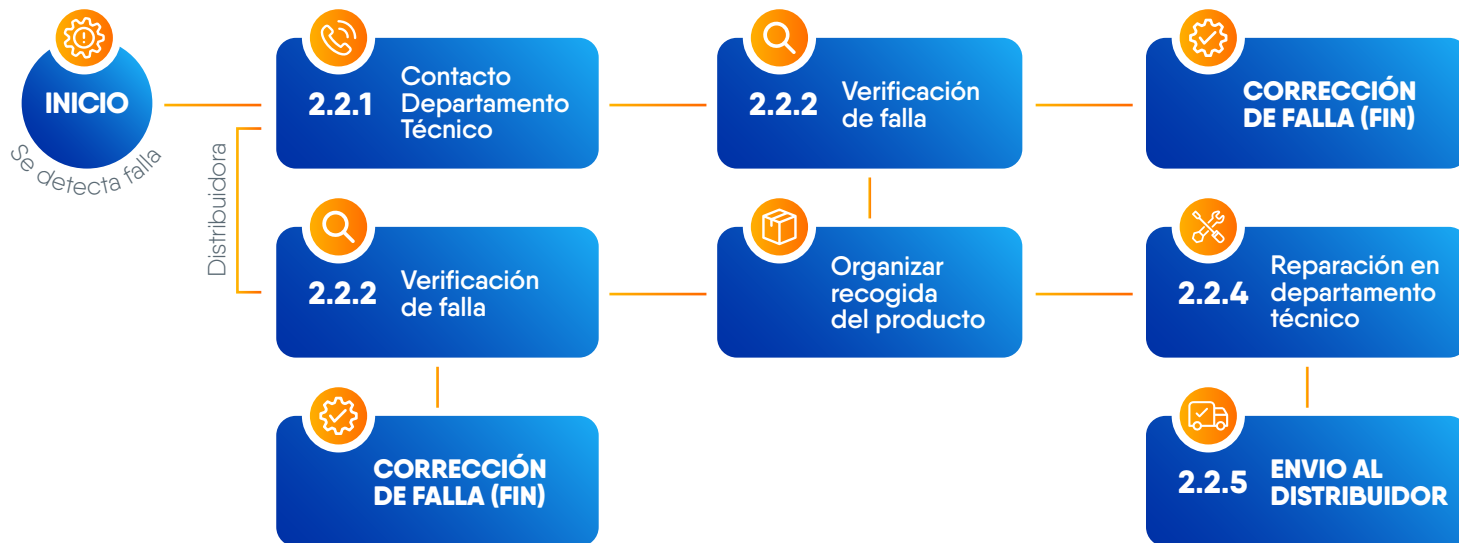 INICIO
Se detecta falla
2.2.1
Contacto
Departamento
Técnico
2.2.2
Verificación
de falla
CORRECCIÓN
DE FALLA (FIN)
Distribuidora
2.2.2
Verificación
de falla
Organizar
recogida
del producto
2.2.4
Reparación en
departamento
técnico
CORRECCIÓN
DE FALLA (FIN)
2.2.5
ENVIO AL
DISTRIBUIDOR